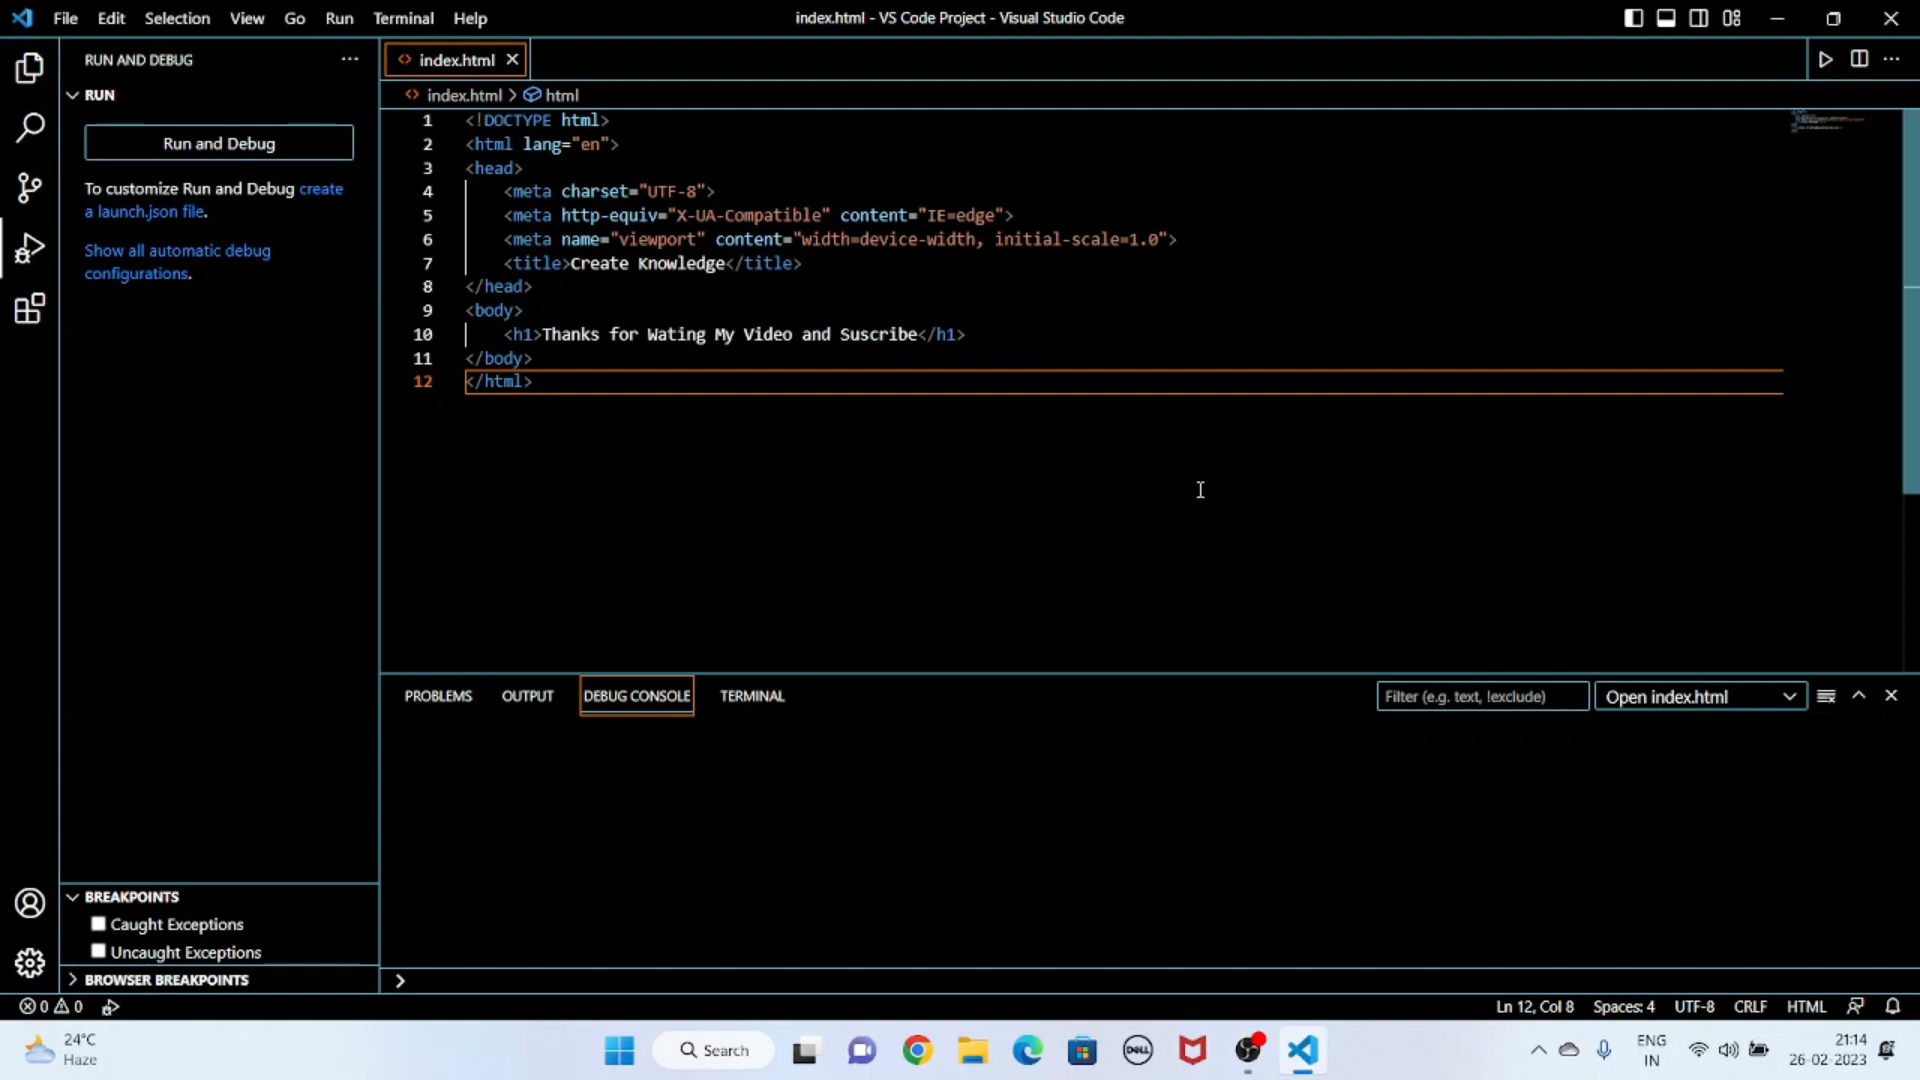 File Edit Selection View Go Run Terminal Help
index.html - VS Code Project - Visual Studio Code
RUN AND DEBUG
RUN
Run and Debug
To customize Run and Debug create
a launch.json file.
Show all automatic debug
configurations.
index.html
index.html > html
1 <!DOCTYPE html>
2 <html lang="en">
3 <head>
4 <meta charset="UTF-8">
5 <meta http-equiv="X-UA-Compatible" content="IE=edge">
6 <meta name="viewport" content="width=device-width, initial-scale=1.0">
7 <title>Create Knowledge</title>
8 </head>
9 <body>
10 <h1>Thanks for Wating My Video and Suscribe</h1>
11 </body>
12 </html>
PROBLEMS OUTPUT DEBUG CONSOLE TERMINAL
Filter (e.g. text, !exclude)
Open index.html
BREAKPOINTS
Caught Exceptions
Uncaught Exceptions
BROWSER BREAKPOINTS
0 0
Ln 12, Col 8 Spaces: 4 UTF-8 CRLF HTML
24°C
Haze
Search
DELL
ENG
IN
21:14
26-02-2023